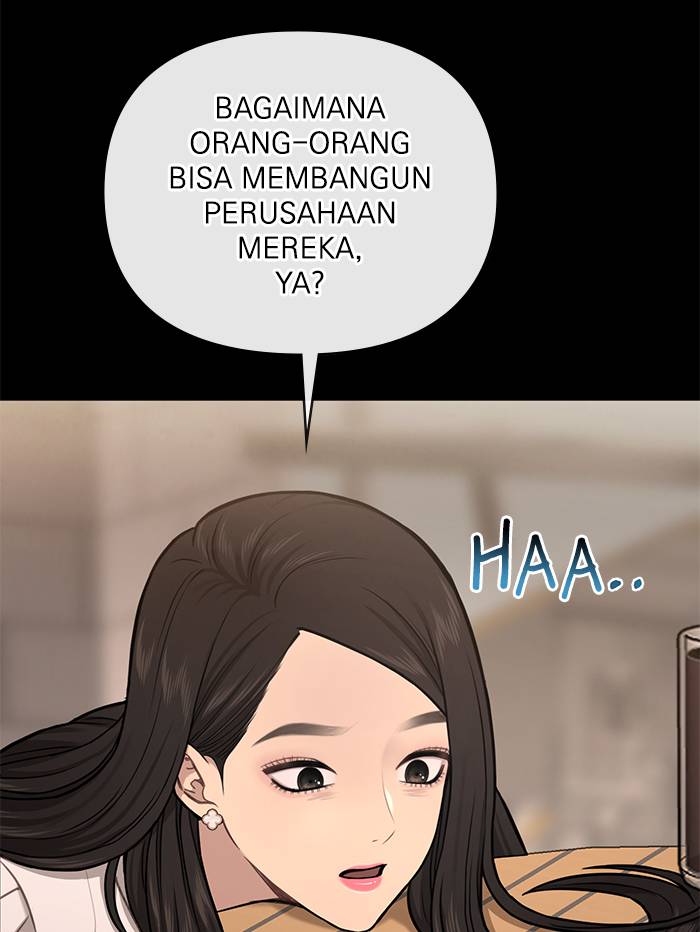 BAGAIMANA
ORANG-ORANG
BISA MEMBANGUN
PERUSAHAAN
MEREKA,
YA?
HAA..